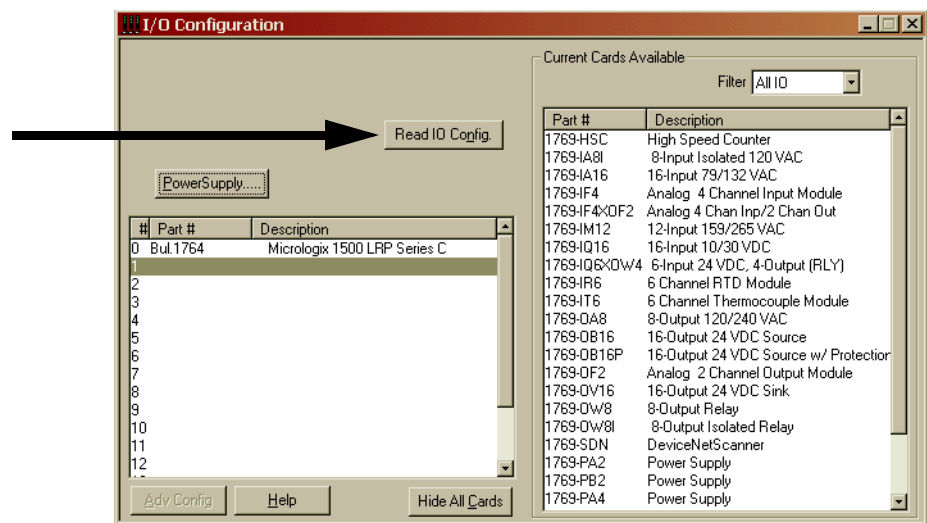 I/O Configuration
Current Cards Available
Filter All IO
Read IO Config.
PowerSupply.....
# Part # Description
0 Bul.1764 Micrologix 1500 LRP Series C
1
2
3
4
5
6
7
8
9
10
11
12
Adv Config Help Hide All Cards
Part # Description
1769-HSC High Speed Counter
1769-IA8I 8-Input Isolated 120 VAC
1769-IA16 16-Input 79/132 VAC
1769-IF4 Analog 4 Channel Input Module
1769-IF4XOF2 Analog 4 Chan Inp/2 Chan Out
1769-IM12 12-Input 159/265 VAC
1769-IQ16 16-Input 10/30 VDC
1769-IQ6XOW4 6-Input 24 VDC, 4-Output (RLY)
1769-IR6 6 Channel RTD Module
1769-IT6 6 Channel Thermocouple Module
1769-OA8 8-Output 120/240 VAC
1769-OB16 16-Output 24 VDC Source
1769-OB16P 16-Output 24 VDC Source w/ Protection
1769-OF2 Analog 2 Channel Output Module
1769-OV16 16-Output 24 VDC Sink
1769-OW8 8-Output Relay
1769-OW8I 8-Output Isolated Relay
1769-SDN DeviceNetScanner
1769-PA2 Power Supply
1769-PB2 Power Supply
1769-PA4 Power Supply